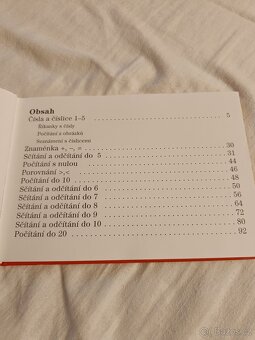 Obsah
Čísla a číslice 1–5 5
Říkanky s čísly
Počítání s obrázků
Seznámení s číslicemi
Znaménka +, –, = 30
Sčítání a odčítání do 5 31
Počítání s nulou 44
Porovnání >,< 46
Počítání do 10 48
Sčítání a odčítání do 6 50
Sčítání a odčítání do 7 56
Sčítání a odčítání do 8 64
Sčítání a odčítání do 9 72
Sčítání a odčítání do 10 80
Počítání do 20 92